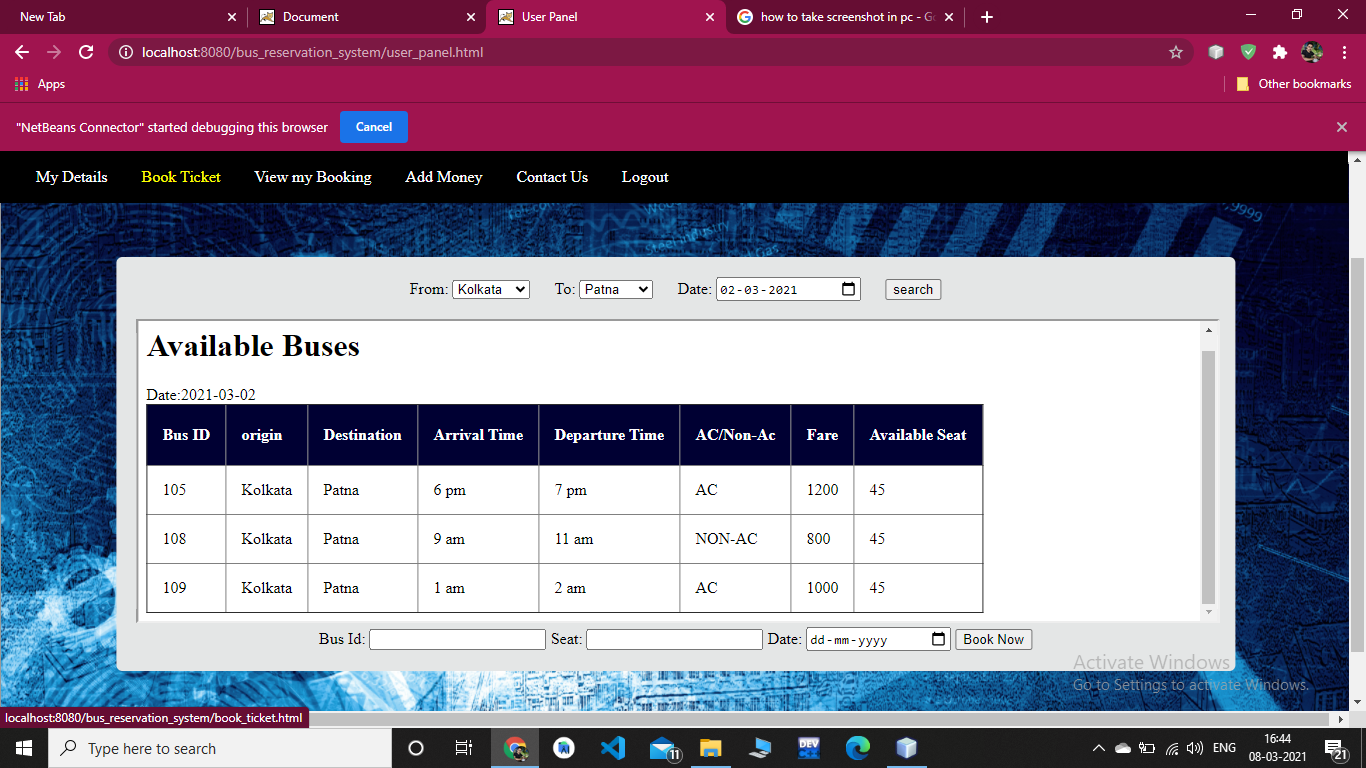 New Tab Document User Panel how to take screenshot in pc - Go
localhost:8080/bus_reservation_system/user_panel.html
Apps Other bookmarks
"NetBeans Connector" started debugging this browser Cancel
My Details Book Ticket View my Booking Add Money Contact Us Logout
9999
Steel industry
From: Kolkata To: Patna Date: 02-03-2021 search
Available Buses
Date:2021-03-02
Bus ID origin Destination Arrival Time Departure Time AC/Non-Ac Fare Available Seat
105 Kolkata Patna 6 pm 7 pm AC 1200 45
108 Kolkata Patna 9 am 11 am NON-AC 800 45
109 Kolkata Patna 1 am 2 am AC 1000 45
Bus Id: Seat: Date: dd-mm-yyyy Book Now
Activate Windows
Go to Settings to activate Windows.
localhost:8080/bus_reservation_system/book_ticket.html
Type here to search 11 DEV C++ ENG 16:44
08-03-2021 21